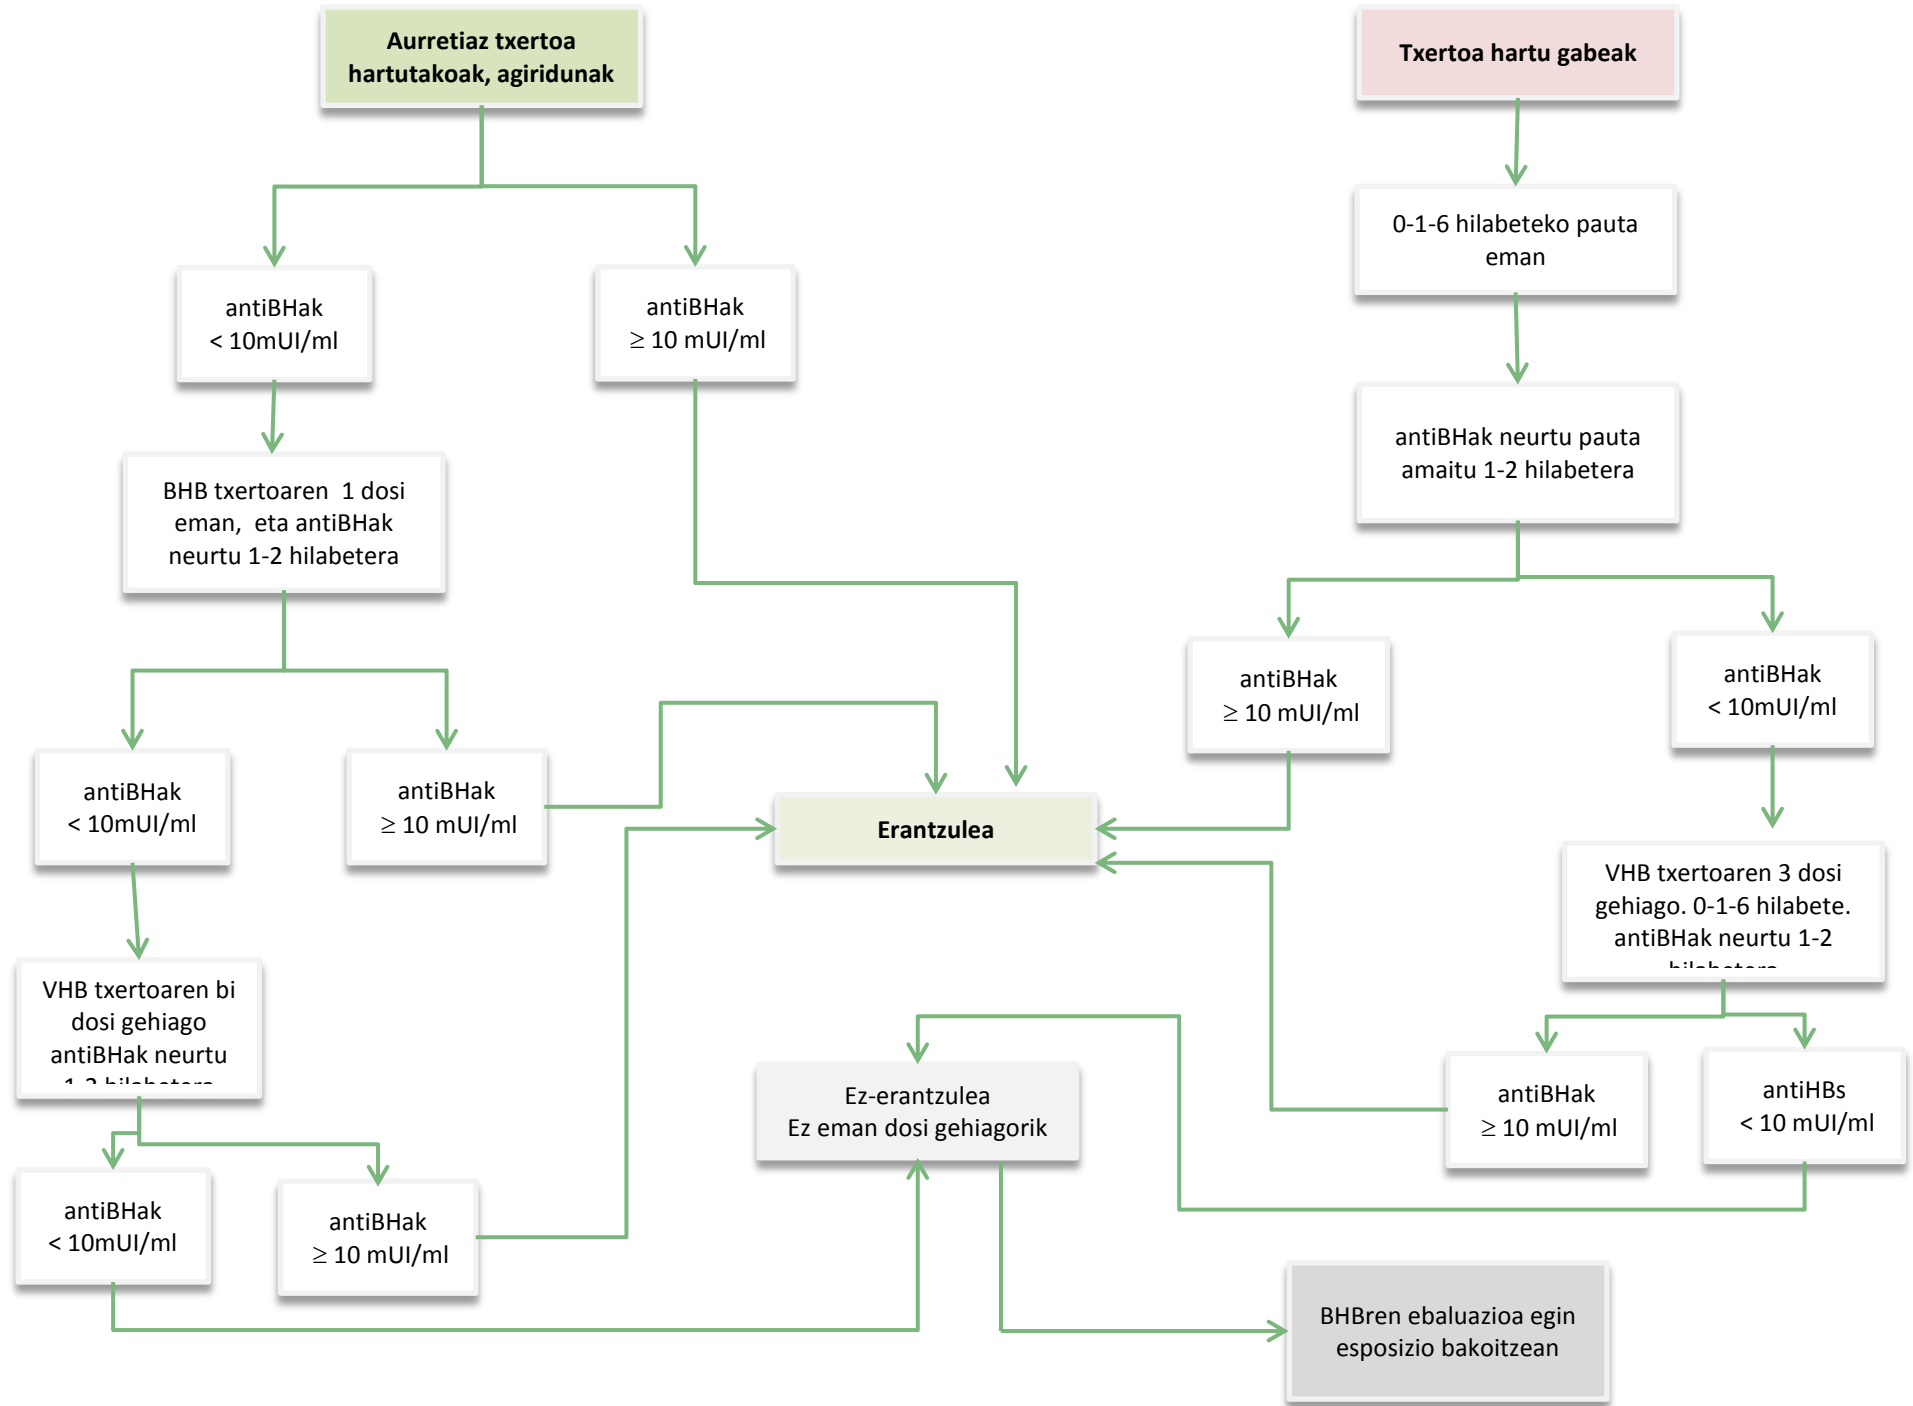 Aurretiaz txertoa
hartutakoak, agiridunak
Txertoa hartu gabeak
0-1-6 hilabeteko pauta
eman
antiBHak
< 10mUI/ml
antiBHak
≥ 10 mUI/ml
antiBHak neurtu pauta
amaitu 1-2 hilabetera
BHB txertoaren 1 dosi
eman, eta antiBHak
neurtu 1-2 hilabetera
antiBHak
≥ 10 mUI/ml
antiBHak
< 10mUI/ml
antiBHak
< 10mUI/ml
antiBHak
≥ 10 mUI/ml
Erantzulea
VHB txertoaren 3 dosi
gehiago. 0-1-6 hilabete.
antiBHak neurtu 1-2
hilabetera
VHB txertoaren bi
dosi gehiago
antiBHak neurtu
1-2 hilabetera
Ez-erantzulea
Ez eman dosi gehiagorik
antiBHak
≥ 10 mUI/ml
antiHBs
< 10 mUI/ml
antiBHak
< 10mUI/ml
antiBHak
≥ 10 mUI/ml
BHBren ebaluazioa egin
esposizio bakoitzean